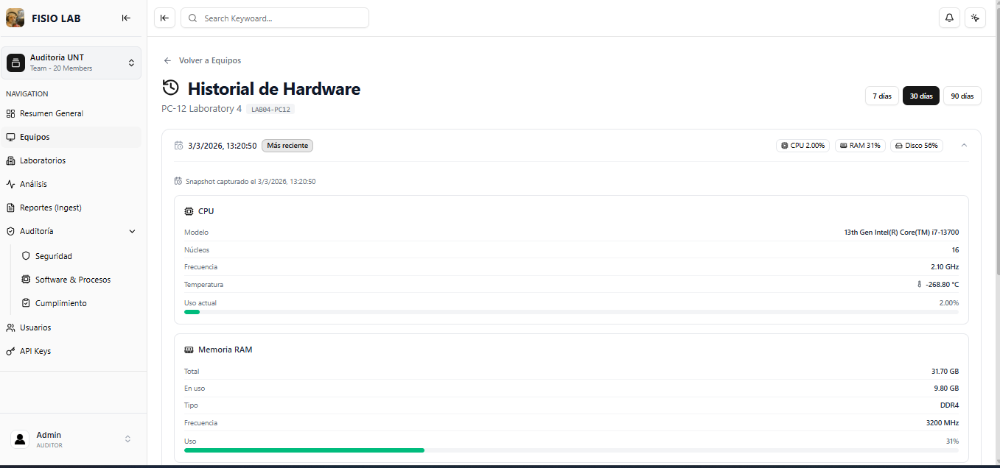 FISIO LAB
Search Keyword...
Auditoria UNT
Team - 20 Members
NAVIGATION
Resumen General
Equipos
Laboratorios
Análisis
Reportes (Ingest)
Auditoría
Seguridad
Software & Procesos
Cumplimiento
Usuarios
API Keys
Admin
AUDITOR
Volver a Equipos
Historial de Hardware
PC-12 Laboratory 4 LAB04-PC12
7 días 30 días 90 días
3/3/2026, 13:20:50 Más reciente CPU 2.00% RAM 31% Disco 56%
Snapshot capturado el 3/3/2026, 13:20:50
CPU
Modelo 13th Gen Intel(R) Core(TM) i7-13700
Núcleos 16
Frecuencia 2.10 GHz
Temperatura -268.80 °C
Uso actual 2.00%
Memoria RAM
Total 31.70 GB
En uso 9.80 GB
Tipo DDR4
Frecuencia 3200 MHz
Uso 31%